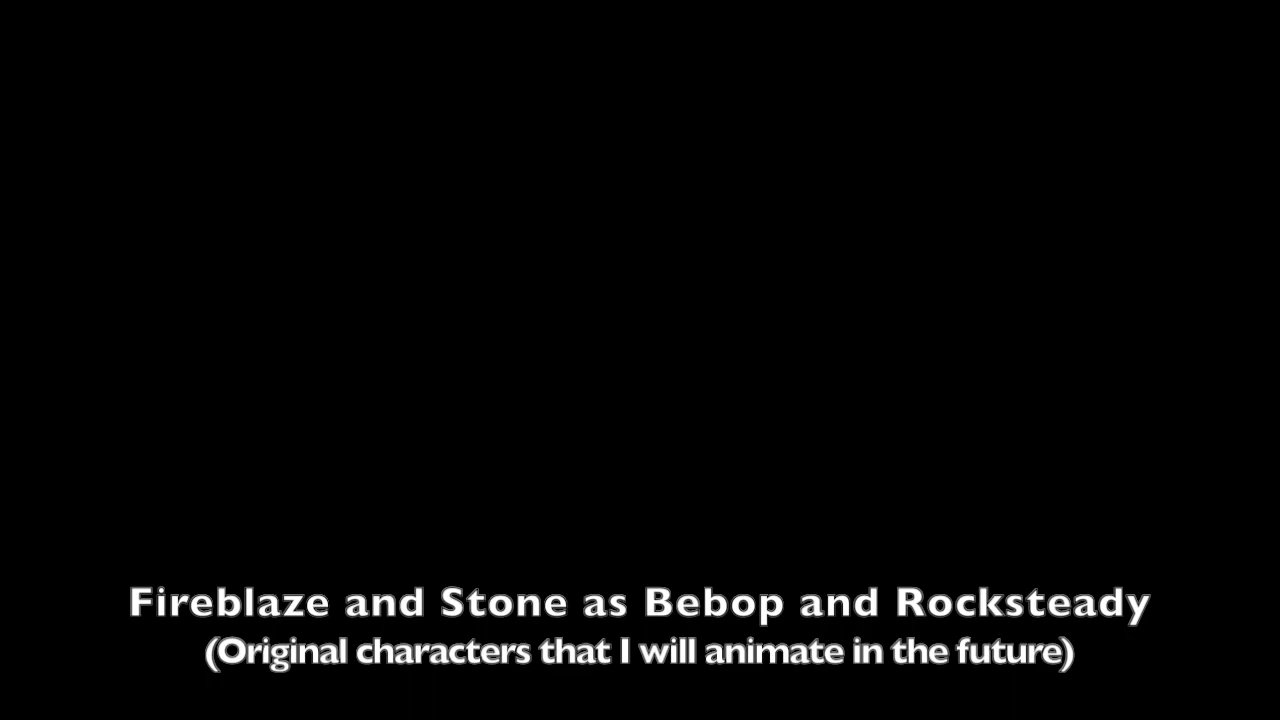 Fireblaze and Stone as Bebop and Rocksteady
(Original characters that I will animate in the future)